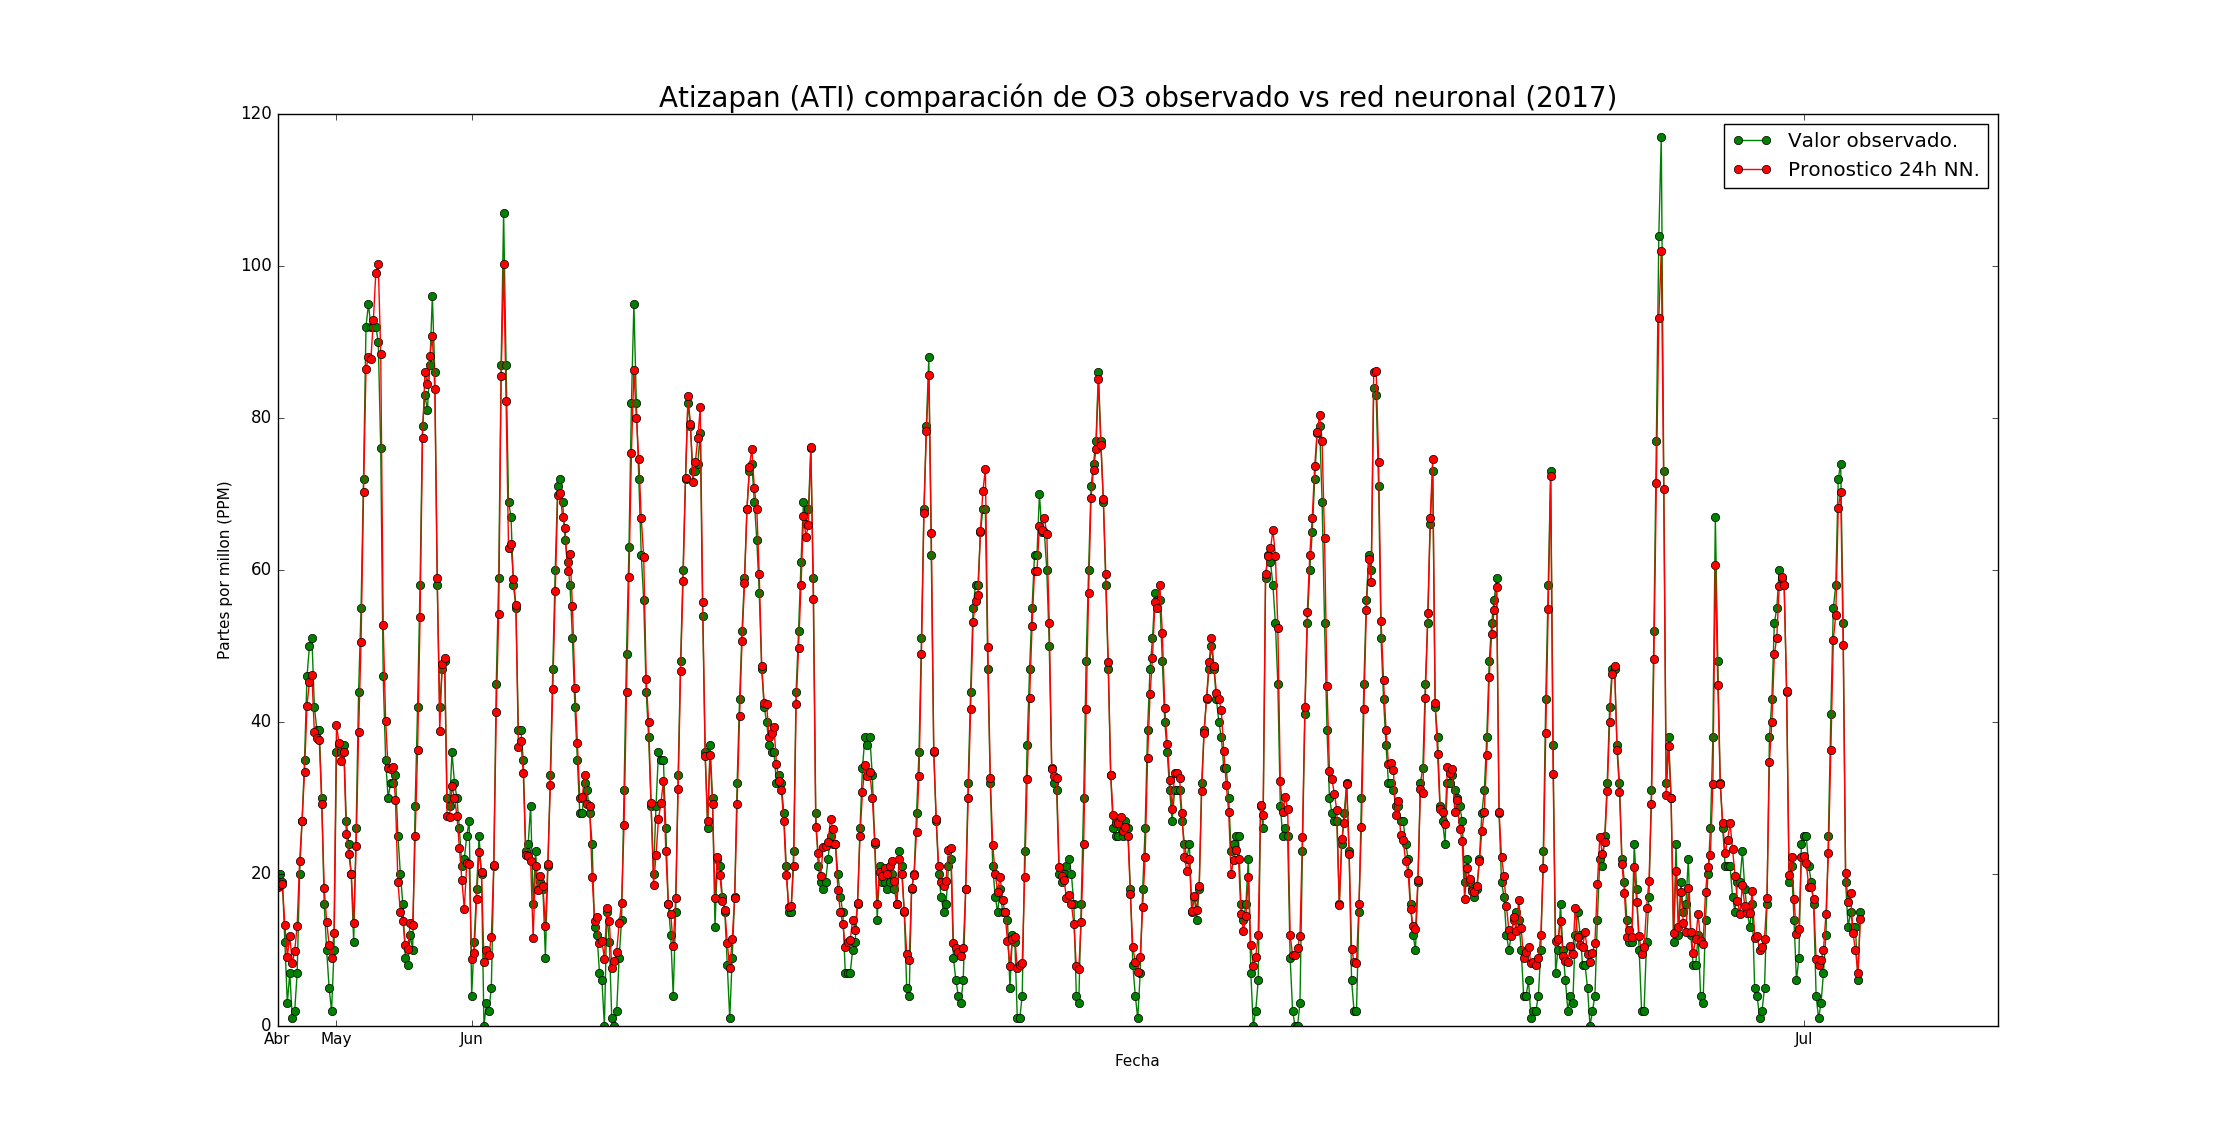 Atizapan (ATI) comparación de O3 observado vs red neuronal (2017)
120
100
80
60
40
20
0
Partes por millon (PPM)
Valor observado.
Pronostico 24h NN.
Abr May Jun Jul
Fecha